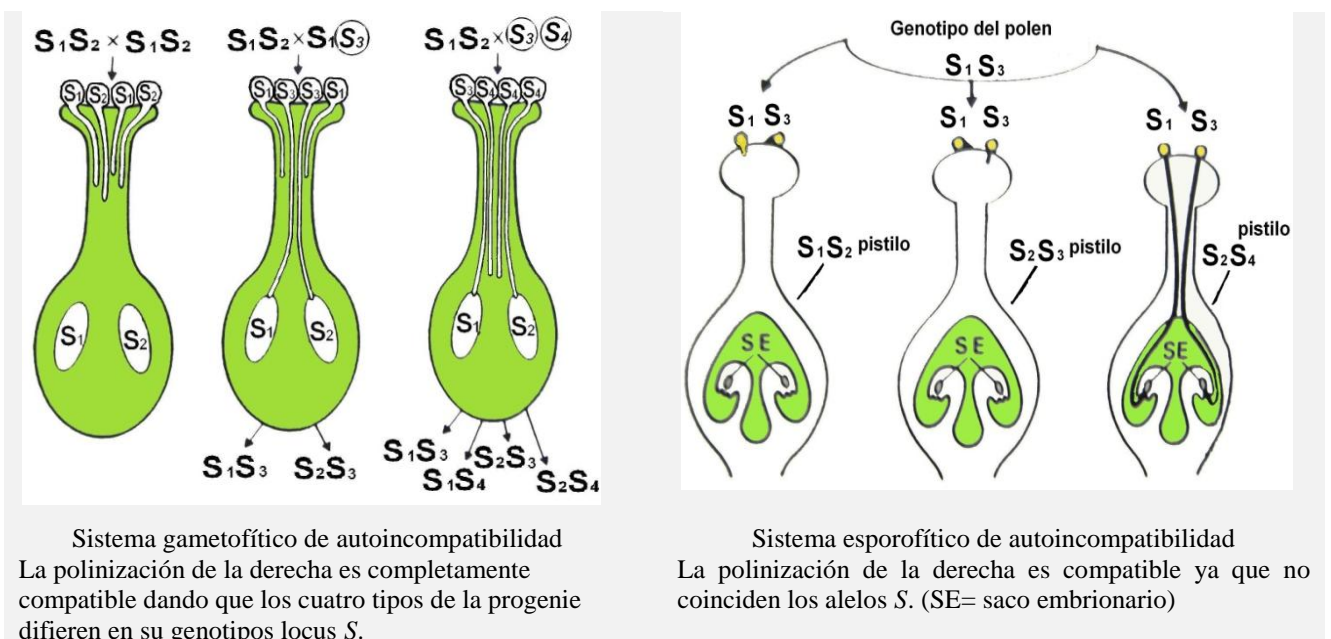 S₁S₂ × S₁S₂
S₁S₂×S₁S₃
S₁S₂×S₃S₄
S₁ S₂ S₁ S₂
S₁ S₃ S₃ S₁
S₃ S₄ S₄ S₄
S₁ S₂
S₁ S₂
S₁ S₂
S₁S₃ S₂S₃
S₁S₃ S₁S₄ S₂S₃ S₂S₄
Sistema gametofítico de autoincompatibilidad
La polinización de la derecha es completamente
compatible dando que los cuatro tipos de la progenie
difieren en su genotipos locus S.
Genotipo del polen
S₁ S₃
S₁ S₃
S₁ S₃
S₁ S₃
S₁S₂ pistilo
S₂S₃ pistilo
pistilo
S₂S₄
SE
SE
SE
Sistema esporofítico de autoincompatibilidad
La polinización de la derecha es compatible ya que no
coinciden los alelos S. (SE= saco embrionario)